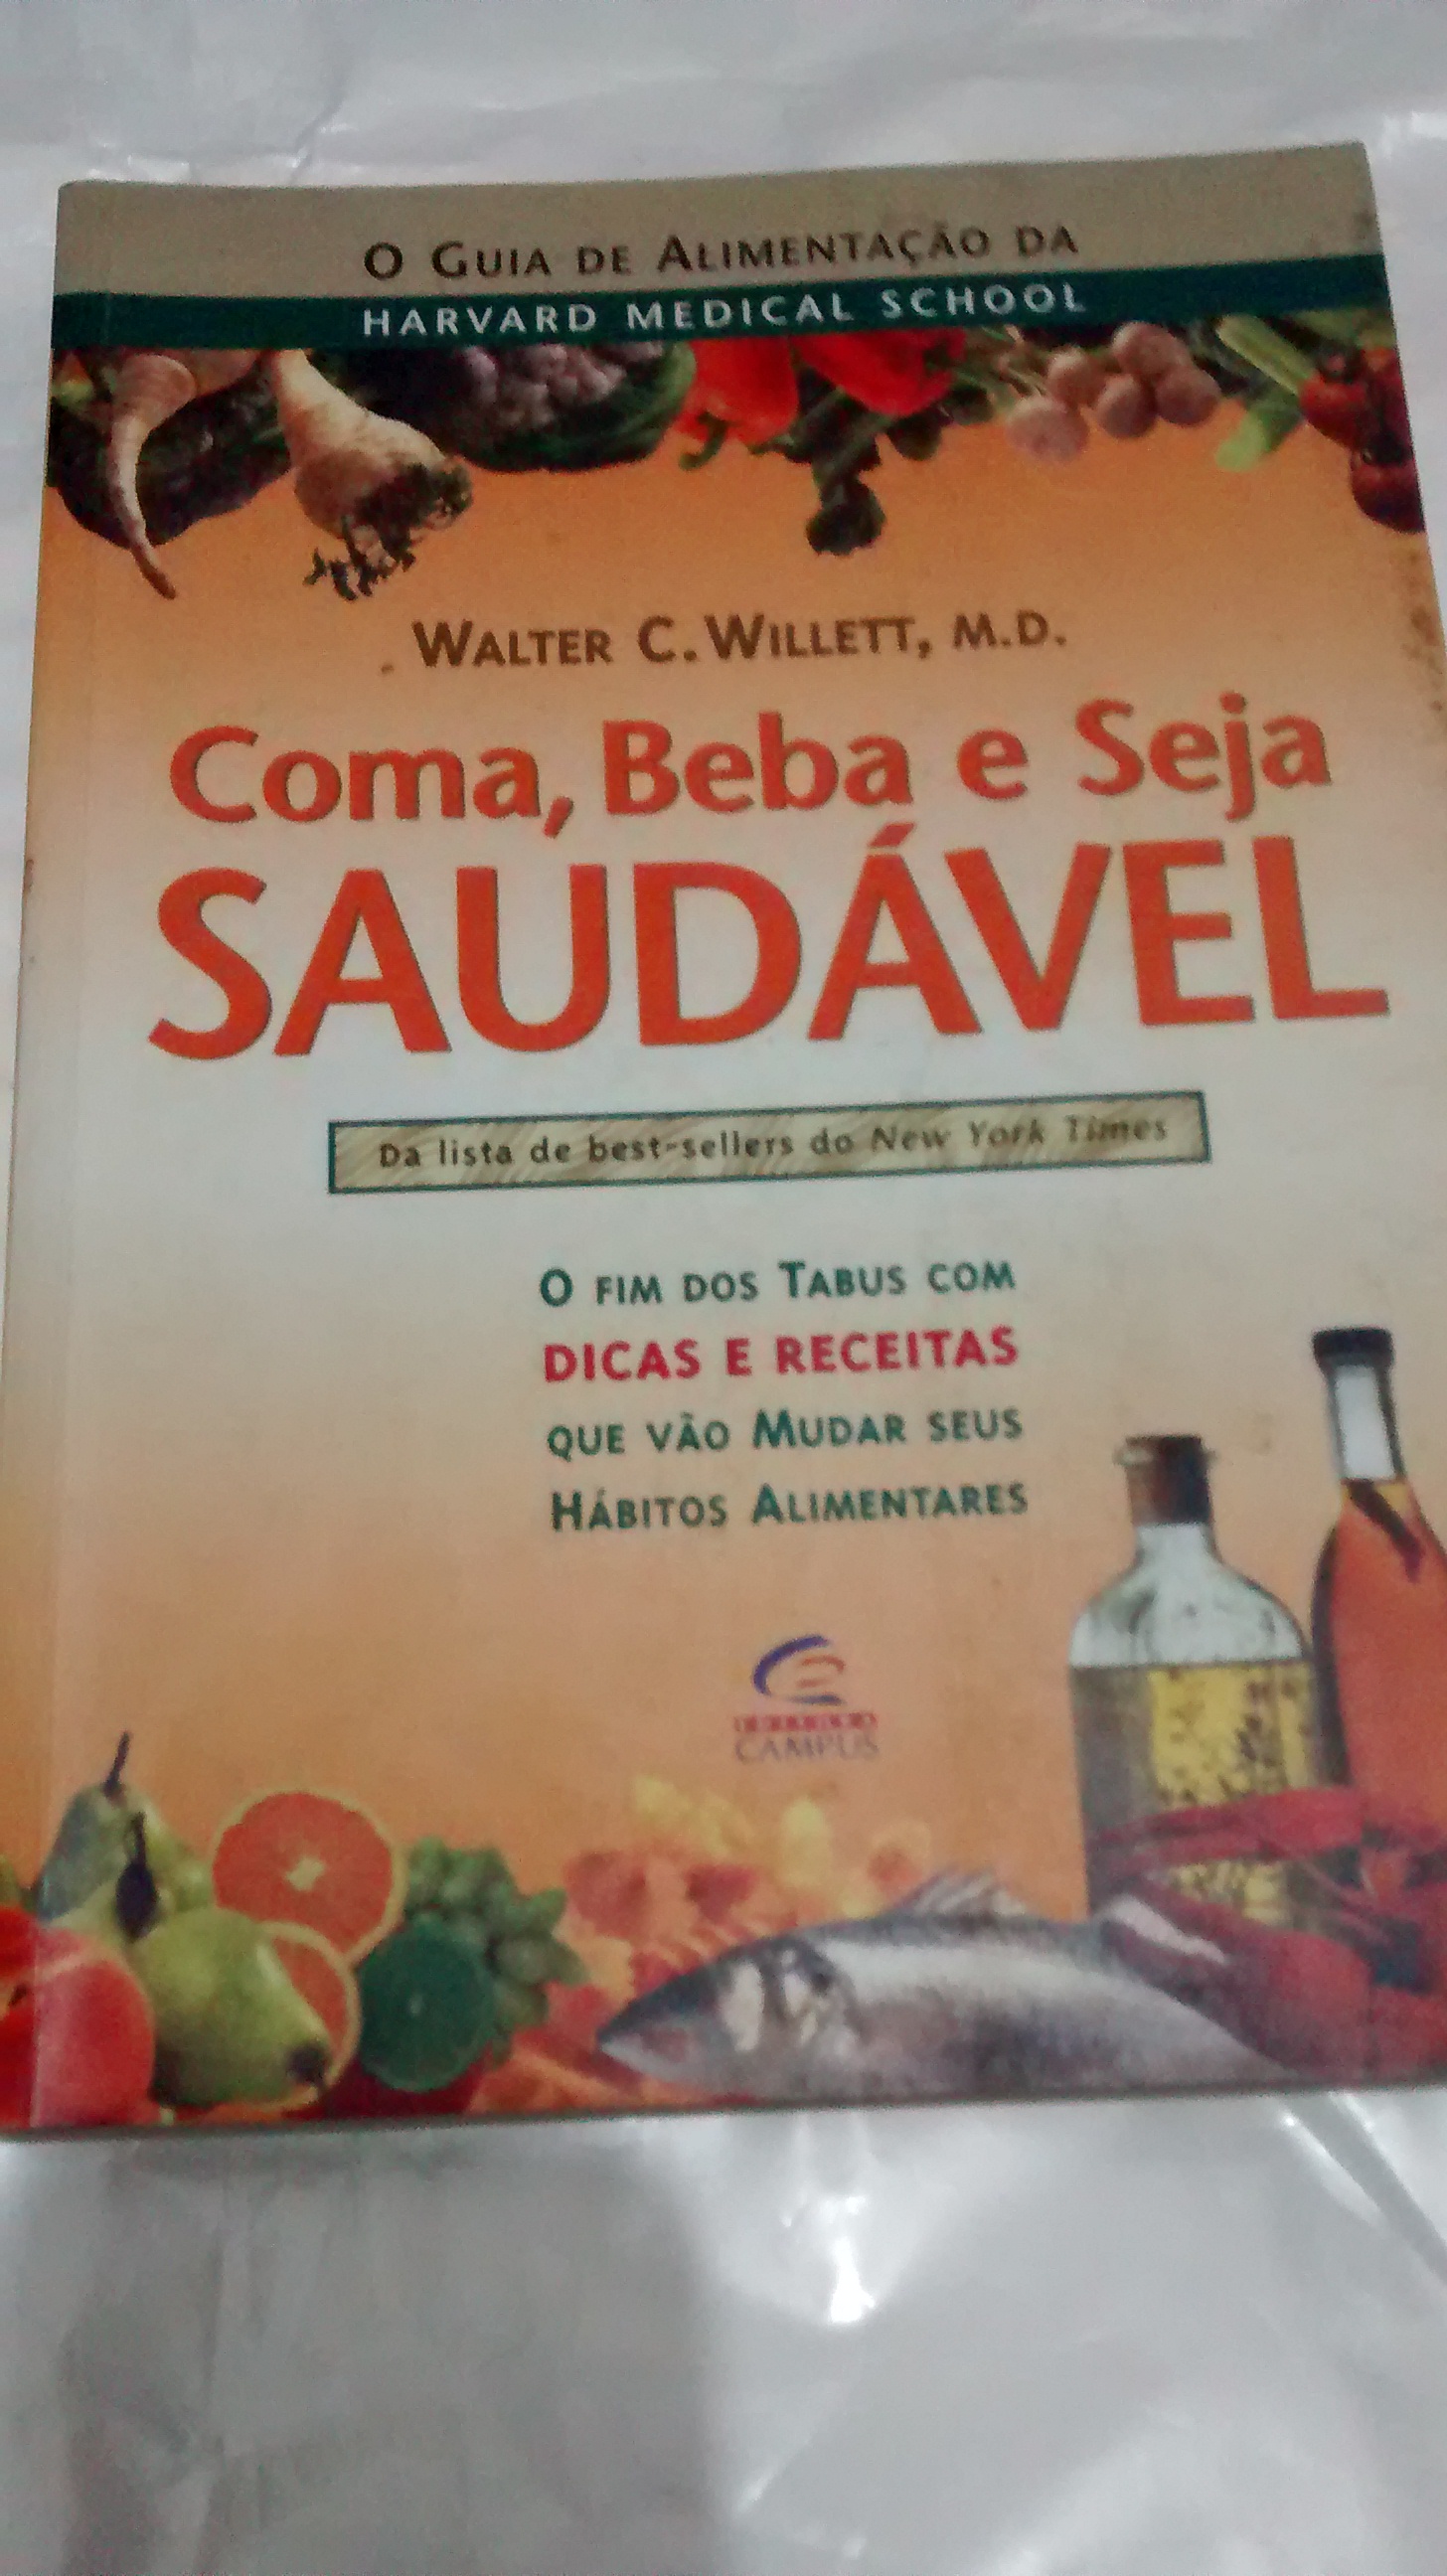 O GUIA DE ALIMENTAÇÃO DA
HARVARD MEDICAL SCHOOL
WALTER C. WILLETT, M.D.
Coma, Beba e Seja
SAUDÁVEL
Da lista de best-sellers do New York Times
O FIM DOS TABUS COM
DICAS E RECEITAS
QUE VÃO MUDAR SEUS
HÁBITOS ALIMENTARES
CAMPUS